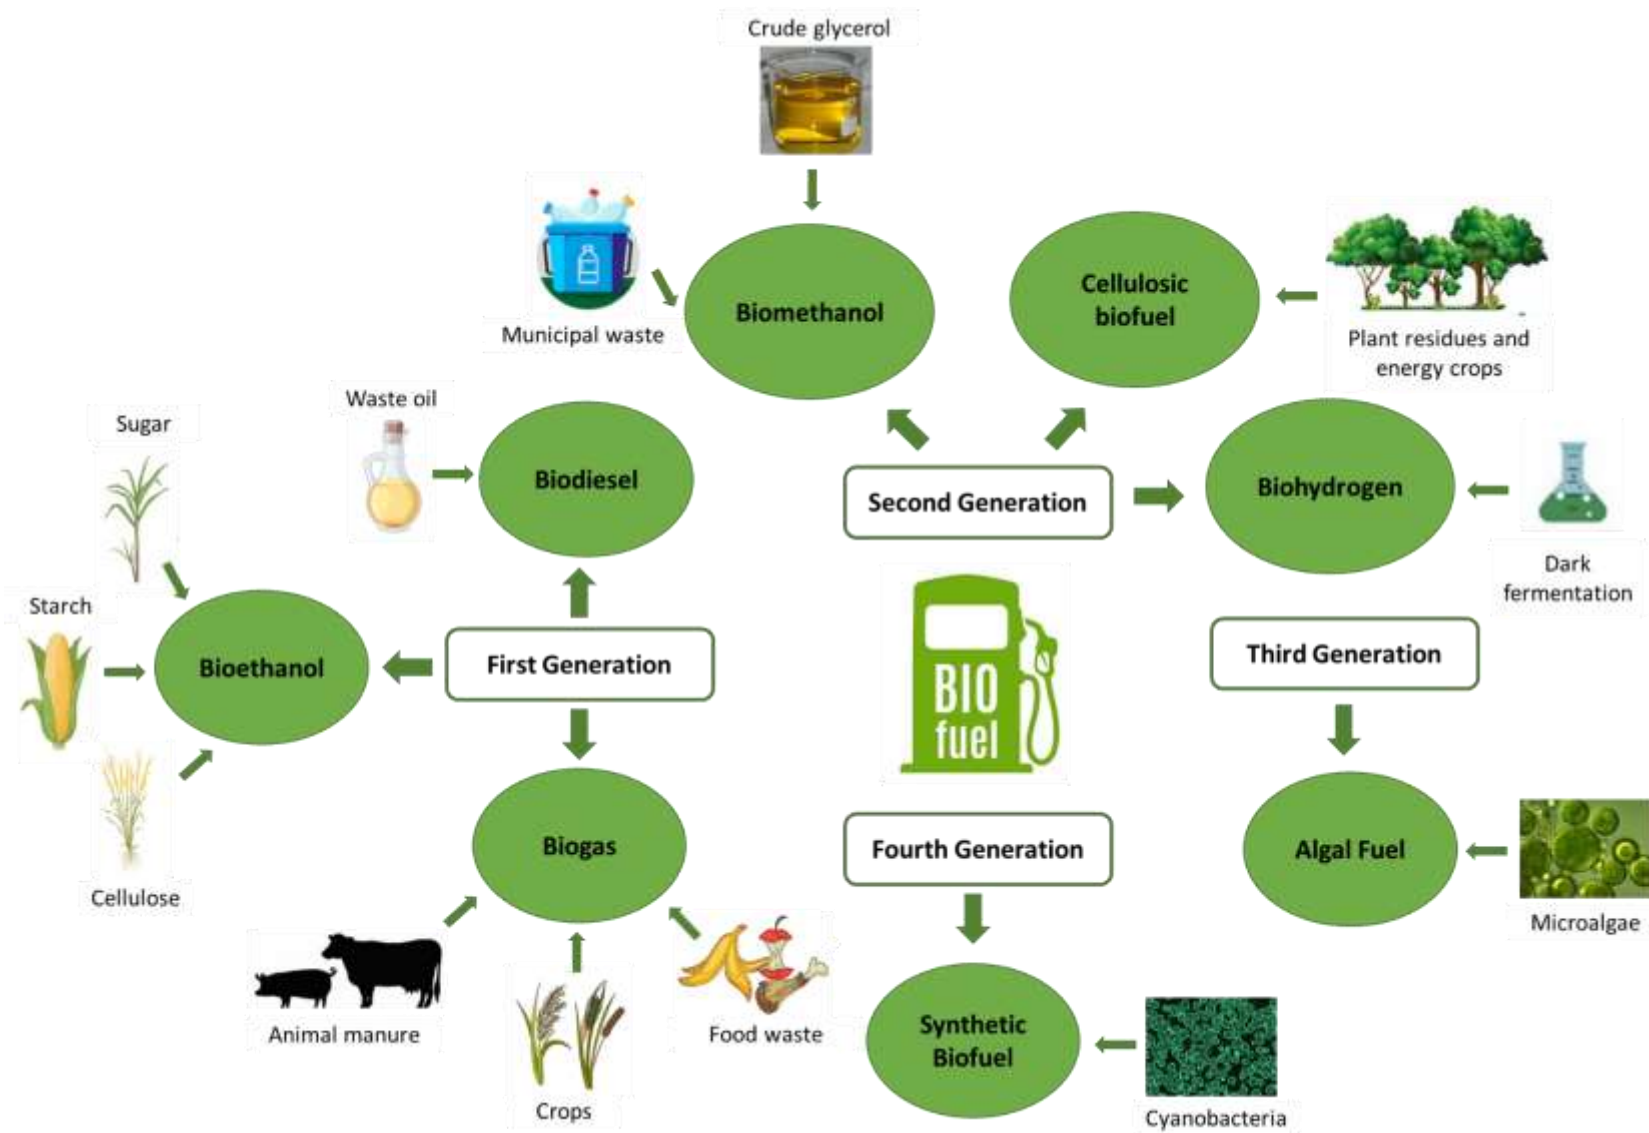 Crude glycerol
Municipal waste
Biomethanol
Cellulosic
biofuel
Plant residues and
energy crops
Waste oil
Sugar
Biodiesel
Second Generation
Biohydrogen
Dark
fermentation
Starch
Bioethanol
First Generation
BIO
fuel
Third Generation
Cellulose
Biogas
Fourth Generation
Algal Fuel
Microalgae
Animal manure
Crops
Food waste
Synthetic
Biofuel
Cyanobacteria